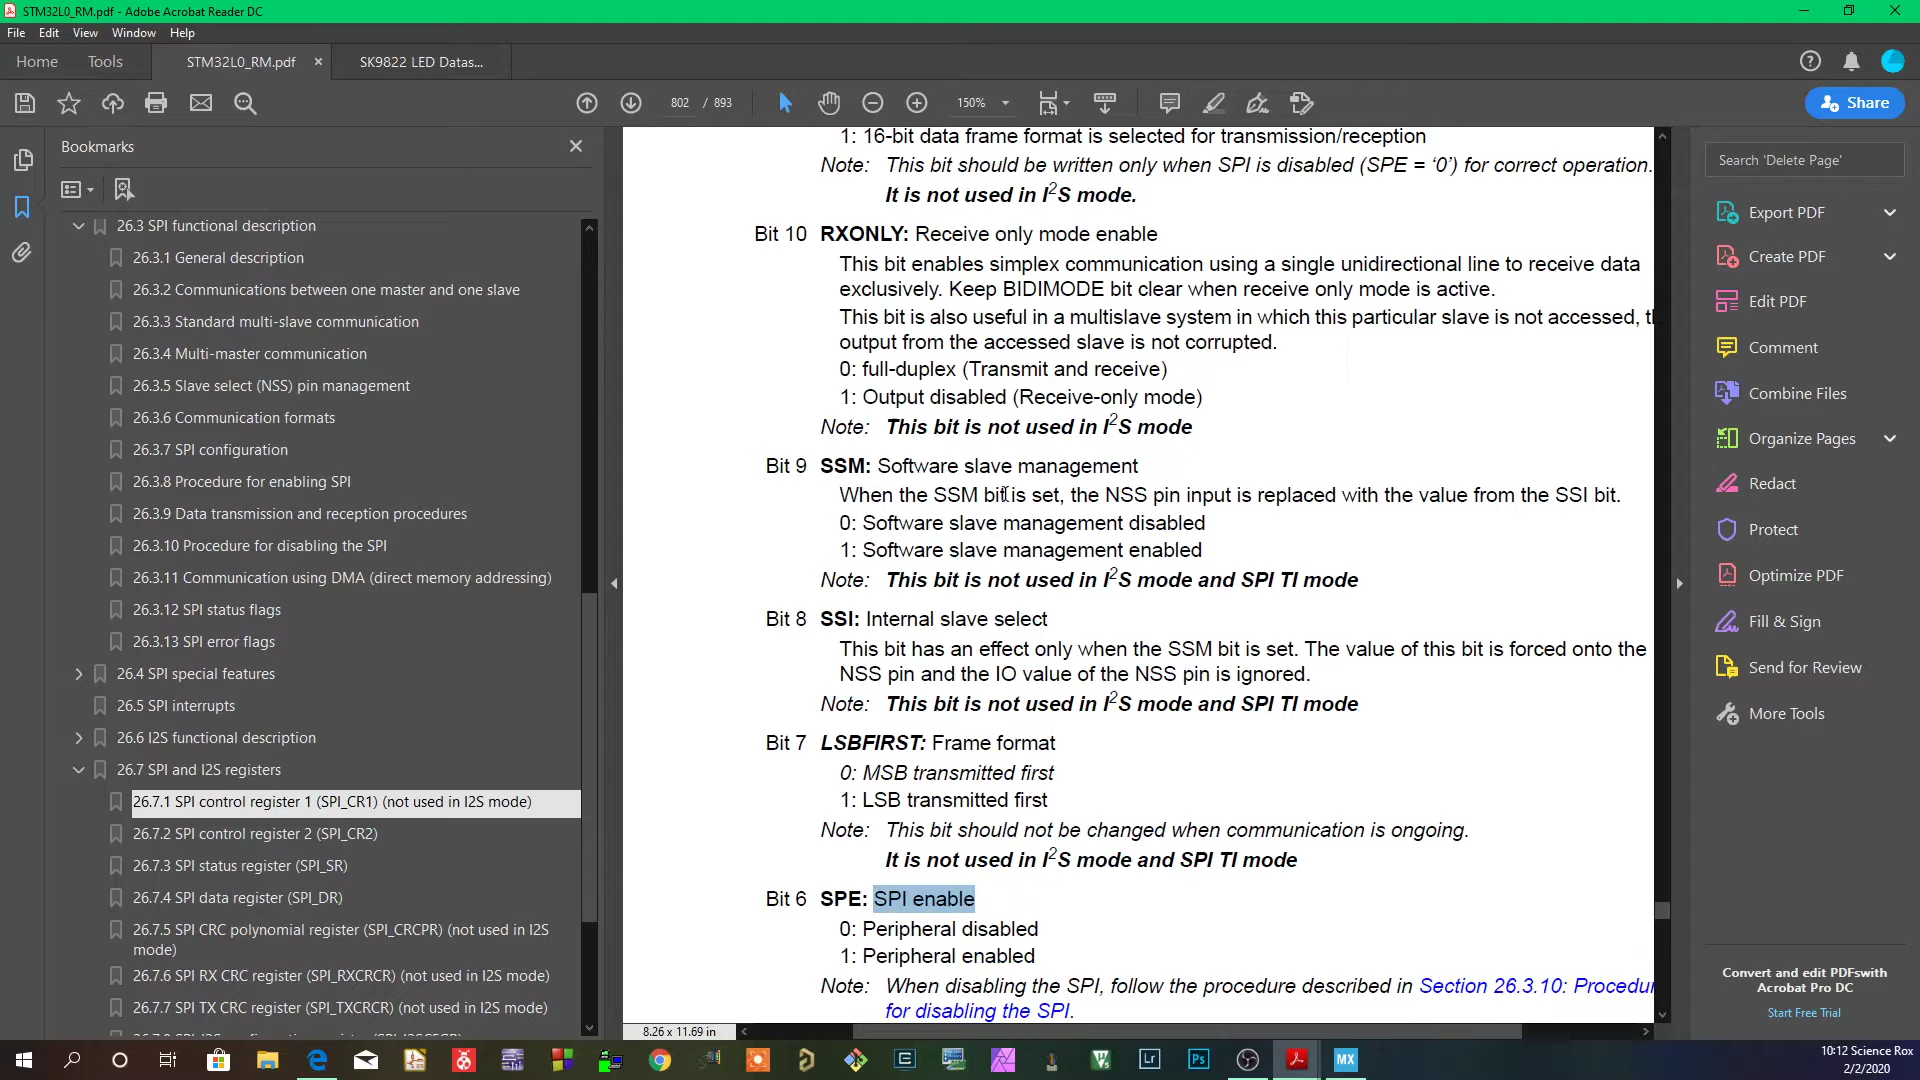 STM32L0_RM.pdf - Adobe Acrobat Reader DC
File Edit View Window Help
Home Tools STM32L0_RM.pdf × SK9822 LED Datas...
802 / 893 150% Share
Bookmarks
26.3 SPI functional description
26.3.1 General description
26.3.2 Communications between one master and one slave
26.3.3 Standard multi-slave communication
26.3.4 Multi-master communication
26.3.5 Slave select (NSS) pin management
26.3.6 Communication formats
26.3.7 SPI configuration
26.3.8 Procedure for enabling SPI
26.3.9 Data transmission and reception procedures
26.3.10 Procedure for disabling the SPI
26.3.11 Communication using DMA (direct memory addressing)
26.3.12 SPI status flags
26.3.13 SPI error flags
26.4 SPI special features
26.5 SPI interrupts
26.6 I2S functional description
26.7 SPI and I2S registers
26.7.1 SPI control register 1 (SPI_CR1) (not used in I2S mode)
26.7.2 SPI control register 2 (SPI_CR2)
26.7.3 SPI status register (SPI_SR)
26.7.4 SPI data register (SPI_DR)
26.7.5 SPI CRC polynomial register (SPI_CRCPR) (not used in I2S
mode)
26.7.6 SPI RX CRC register (SPI_RXCRCR) (not used in I2S mode)
26.7.7 SPI TX CRC register (SPI_TXCRCR) (not used in I2S mode)
1: 16-bit data frame format is selected for transmission/reception
Note: This bit should be written only when SPI is disabled (SPE = ‘0’) for correct operation.
It is not used in I2S mode.
Bit 10 RXONLY: Receive only mode enable
This bit enables simplex communication using a single unidirectional line to receive data
exclusively. Keep BIDIMODE bit clear when receive only mode is active.
This bit is also useful in a multislave system in which this particular slave is not accessed, t
output from the accessed slave is not corrupted.
0: full-duplex (Transmit and receive)
1: Output disabled (Receive-only mode)
Note: This bit is not used in I2S mode
Bit 9 SSM: Software slave management
When the SSM bit is set, the NSS pin input is replaced with the value from the SSI bit.
0: Software slave management disabled
1: Software slave management enabled
Note: This bit is not used in I2S mode and SPI TI mode
Bit 8 SSI: Internal slave select
This bit has an effect only when the SSM bit is set. The value of this bit is forced onto the
NSS pin and the IO value of the NSS pin is ignored.
Note: This bit is not used in I2S mode and SPI TI mode
Bit 7 LSBFIRST: Frame format
0: MSB transmitted first
1: LSB transmitted first
Note: This bit should not be changed when communication is ongoing.
It is not used in I2S mode and SPI TI mode
Bit 6 SPE: SPI enable
0: Peripheral disabled
1: Peripheral enabled
Note: When disabling the SPI, follow the procedure described in Section 26.3.10: Procedur
for disabling the SPI.
8.26 x 11.69 in
Search 'Delete Page'
Export PDF
Create PDF
Edit PDF
Comment
Combine Files
Organize Pages
Redact
Protect
Optimize PDF
Fill & Sign
Send for Review
More Tools
Convert and edit PDFswith
Acrobat Pro DC
Start Free Trial
Lr Ps MX
10:12 Science Rox
2/2/2020